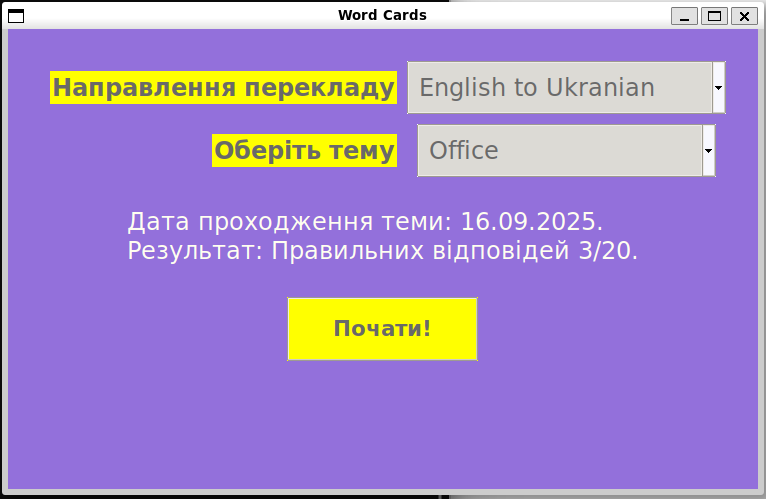 Word Cards
Направлення перекладу English to Ukranian
Оберіть тему Office
Дата проходження теми: 16.09.2025.
Результат: Правильних відповідей 3/20.
Почати!